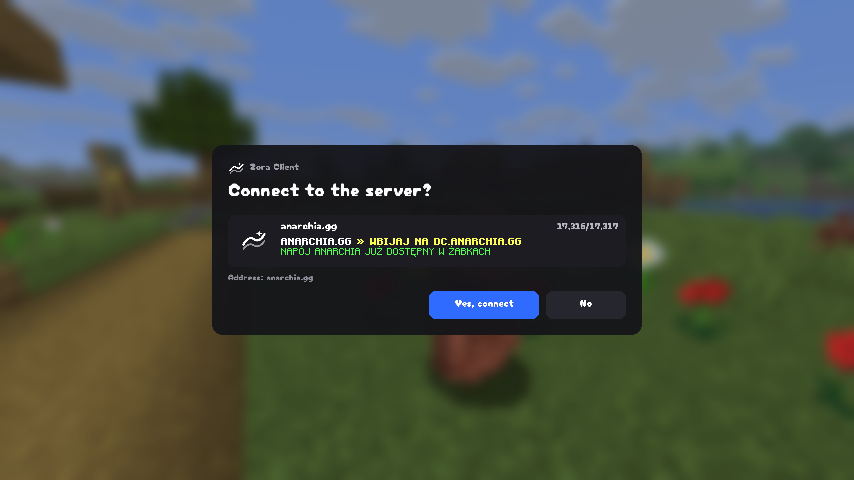 Zora Client
Connect to the server?
anarchia.gg 17,316/17,317
ANARCHIA.GG » WBIJAJ NA DC.ANARCHIA.GG
NAPÓJ ANARCHIA JUŻ DOSTĘPNY W ŻABKACH
Address: anarchia.gg
Yes, connect No